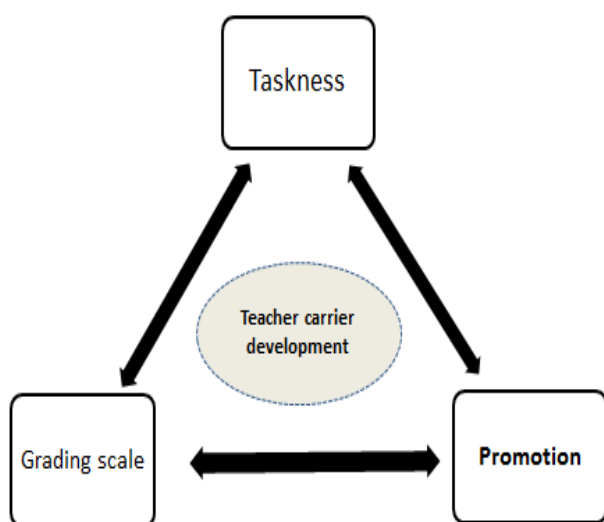 Taskness
Teacher carrier
development
Grading scale
Promotion